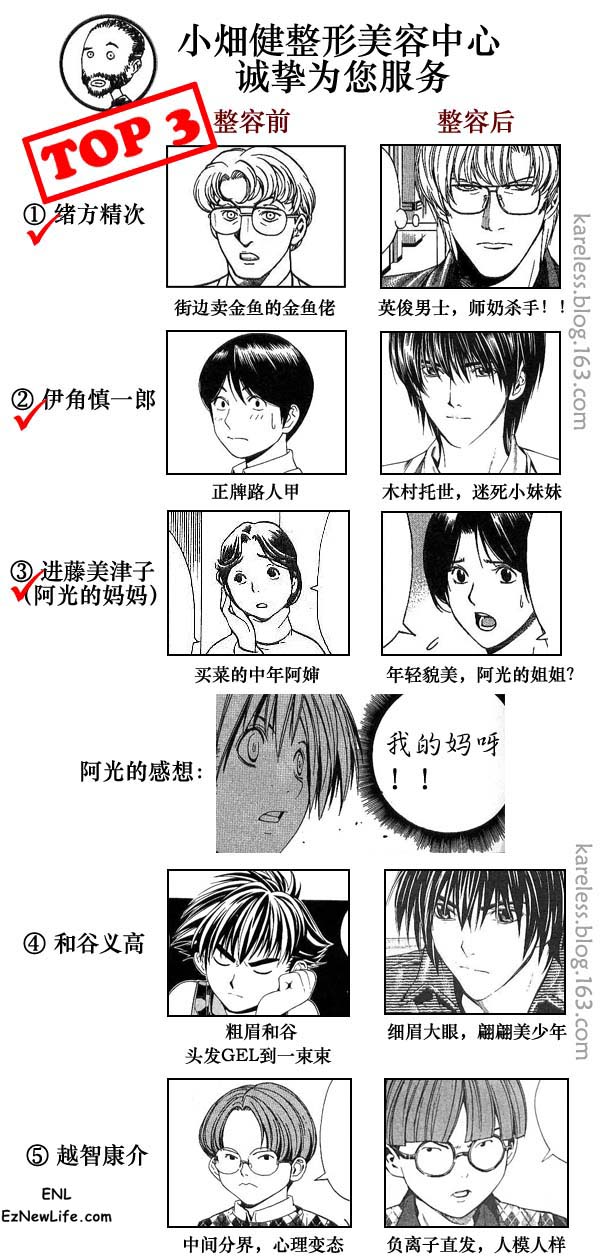 小畑健整形美容中心
诚挚为您服务
TOP 3
整容前
整容后
① 绪方精次
街边卖金鱼的金鱼佬
英俊男士，师奶杀手！！
kareless.blog.163.com
② 伊角慎一郎
正牌路人甲
木村托世，迷死小妹妹
③ 进藤美津子
（阿光的妈妈）
买菜的中年阿婶
年轻貌美，阿光的姐姐？
阿光的感想：
我的妈呀
！！
kareless.blog.163.com
④ 和谷义高
粗眉和谷
头发GEL到一束束
细眉大眼，翩翩美少年
⑤ 越智康介
ENL
EzNewLife.com
中间分界，心理变态
负离子直发，人模人样